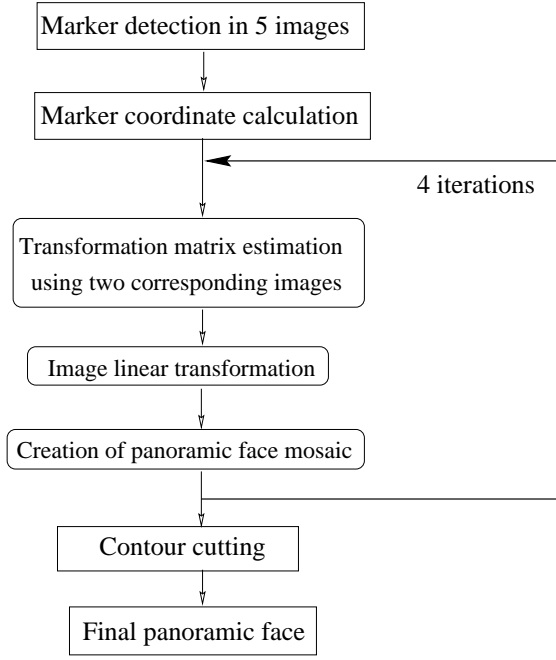 Marker detection in 5 images
Marker coordinate calculation
4 iterations
Transformation matrix estimation
using two corresponding images
Image linear transformation
Creation of panoramic face mosaic
Contour cutting
Final panoramic face